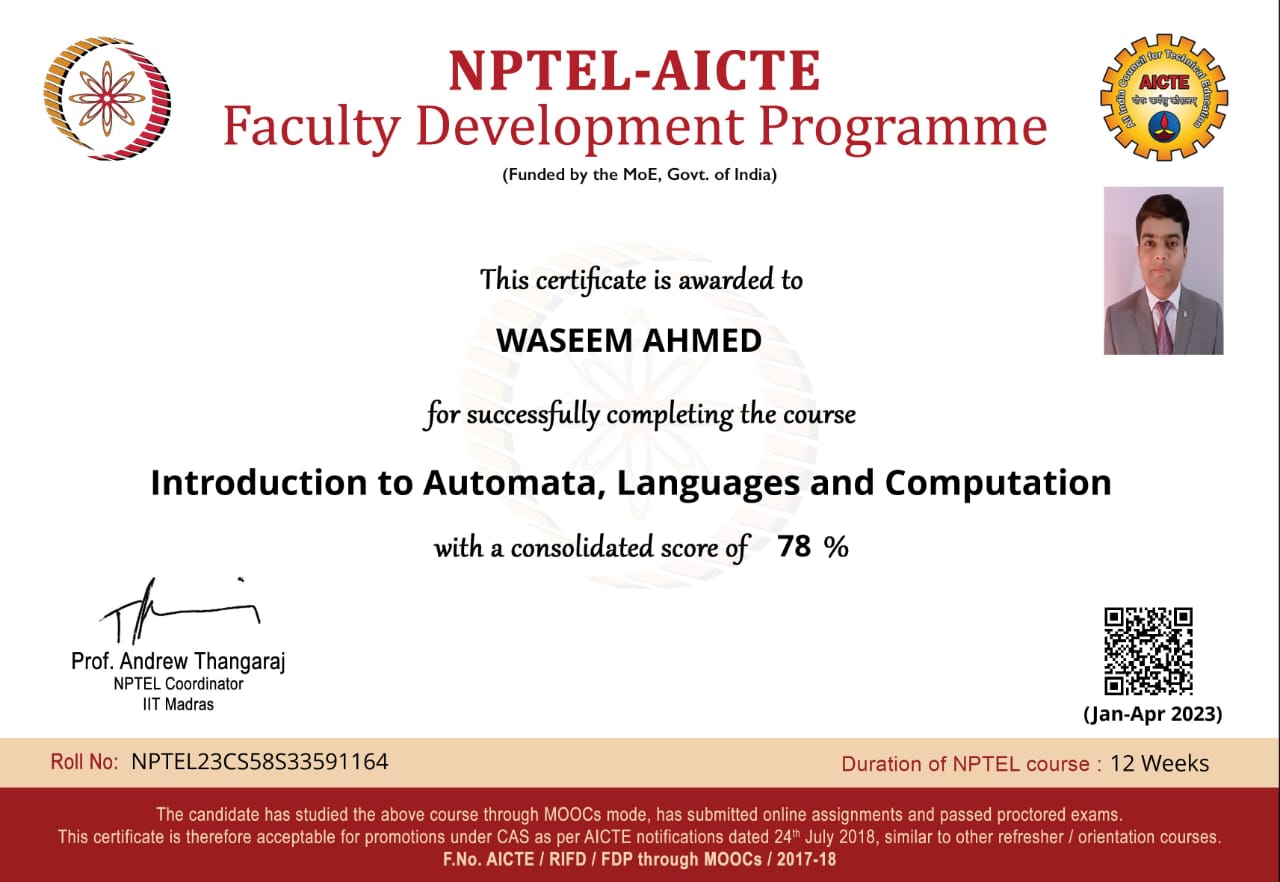 NPTEL-AICTE
Faculty Development Programme
(Funded by the MoE, Govt. of India)
All India Council for Technical Education
AICTE
योगः कर्मसु कौशलम्
This certificate is awarded to
WASEEM AHMED
for successfully completing the course
Introduction to Automata, Languages and Computation
with a consolidated score of 78 %
Prof. Andrew Thangaraj
NPTEL Coordinator
IIT Madras
(Jan-Apr 2023)
Roll No: NPTEL23CS58S33591164
Duration of NPTEL course : 12 Weeks
The candidate has studied the above course through MOOCs mode, has submitted online assignments and passed proctored exams.
This certificate is therefore acceptable for promotions under CAS as per AICTE notifications dated 24th July 2018, similar to other refresher / orientation courses.
F.No. AICTE / RIFD / FDP through MOOCs / 2017-18